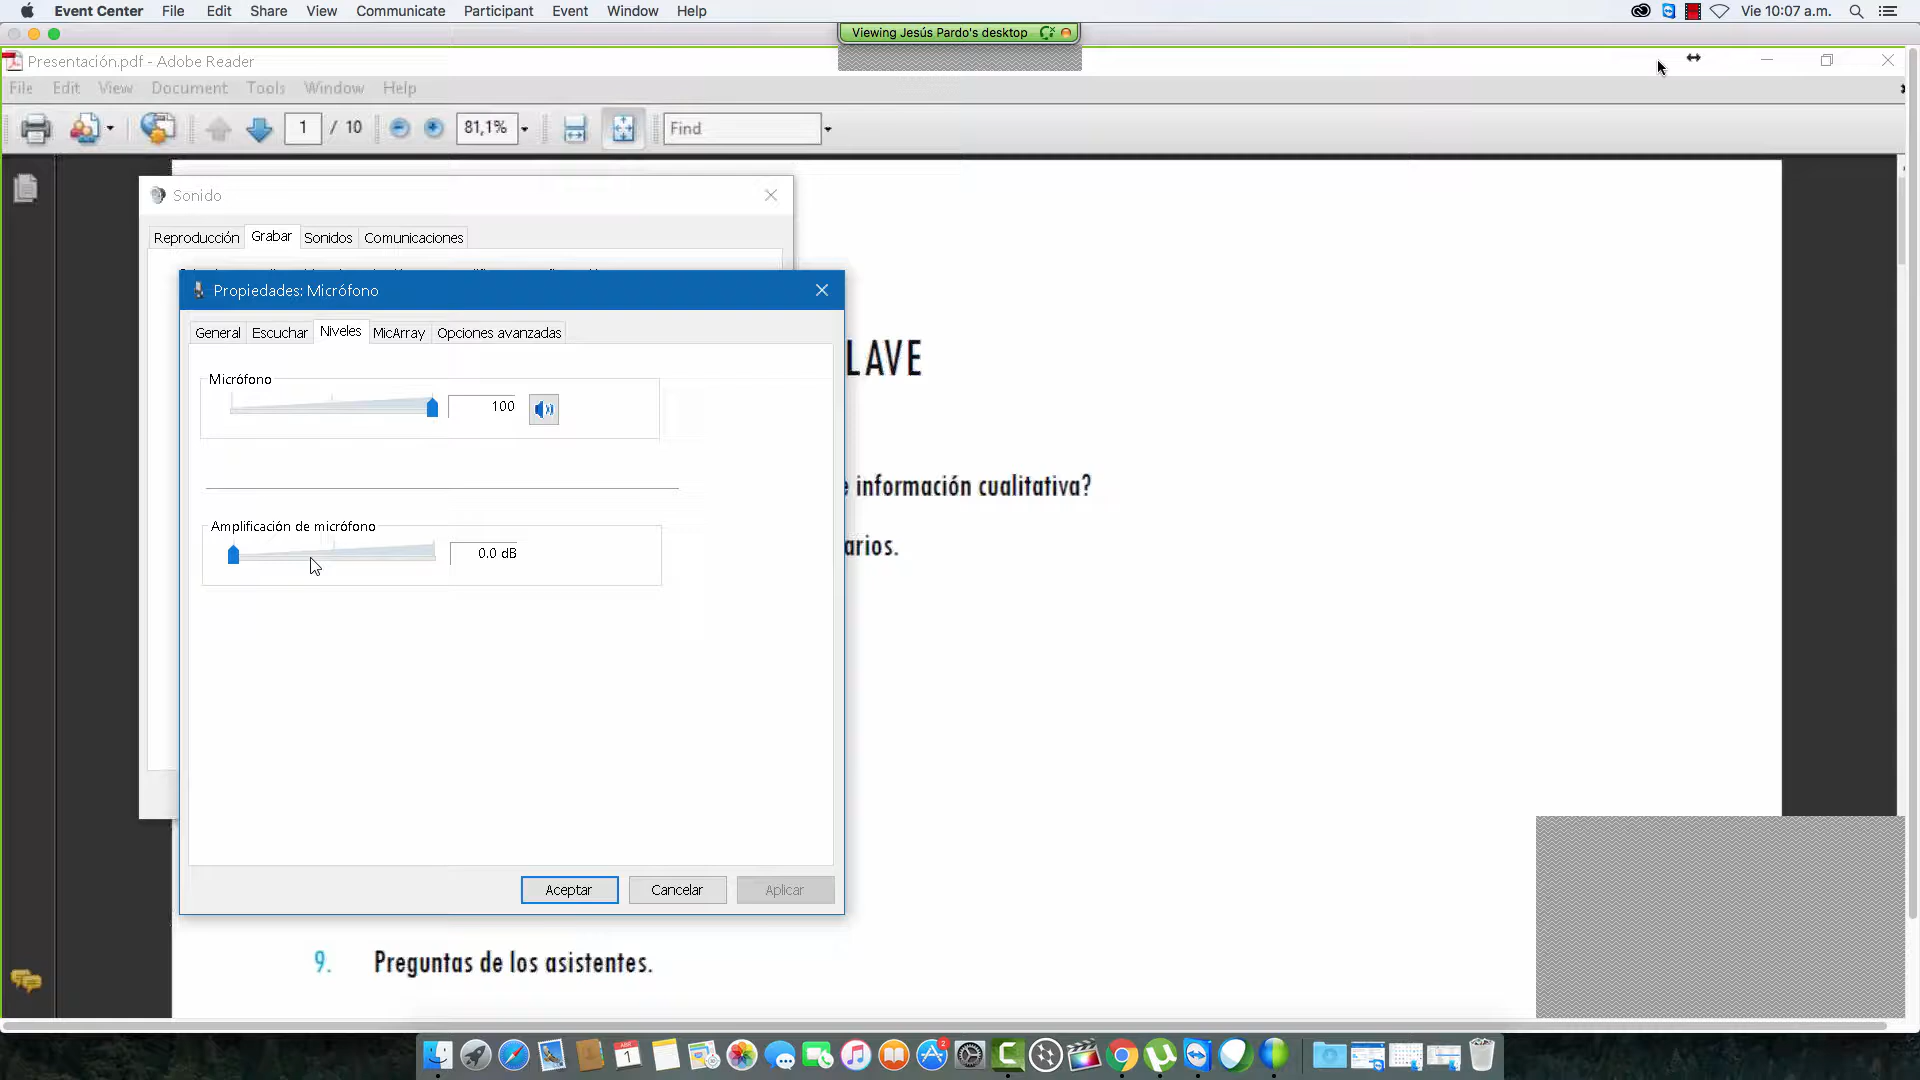 Event Center File Edit Share View Communicate Participant Event Window Help Vie 10:07 a.m.
Viewing Jesús Pardo's desktop
Presentación.pdf - Adobe Reader
File Edit View Document Tools Window Help
1 / 10 81,1% Find
Sonido
Reproducción Grabar Sonidos Comunicaciones
Propiedades: Micrófono
General Escuchar Niveles MicArray Opciones avanzadas
LAVE
Micrófono
100
e información cualitativa?
Amplificación de micrófono
arios.
0.0 dB
Aceptar Cancelar Aplicar
9. Preguntas de los asistentes.
ABR
1
2